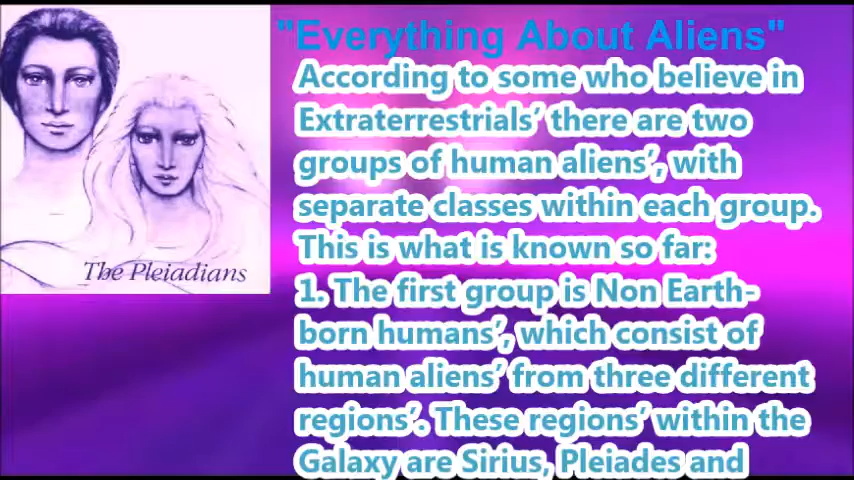 "Everything About Aliens"
According to some who believe in
Extraterrestrials’ there are two
groups of human aliens’, with
separate classes within each group.
This is what is known so far:
1. The first group is Non Earth-
born humans’, which consist of
human aliens’ from three different
regions’. These regions’ within the
Galaxy are Sirius, Pleiades and
The Pleiadians